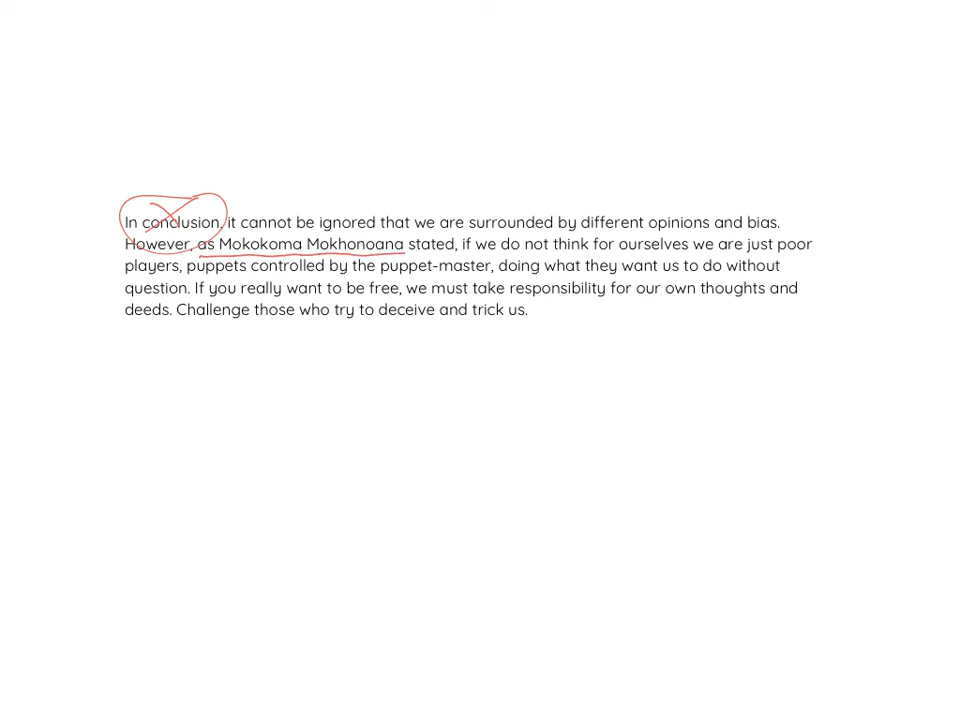 In conclusion, it cannot be ignored that we are surrounded by different opinions and bias.
However, as Mokokoma Mokhonoana stated, if we do not think for ourselves we are just poor
players, puppets controlled by the puppet-master, doing what they want us to do without
question. If you really want to be free, we must take responsibility for our own thoughts and
deeds. Challenge those who try to deceive and trick us.